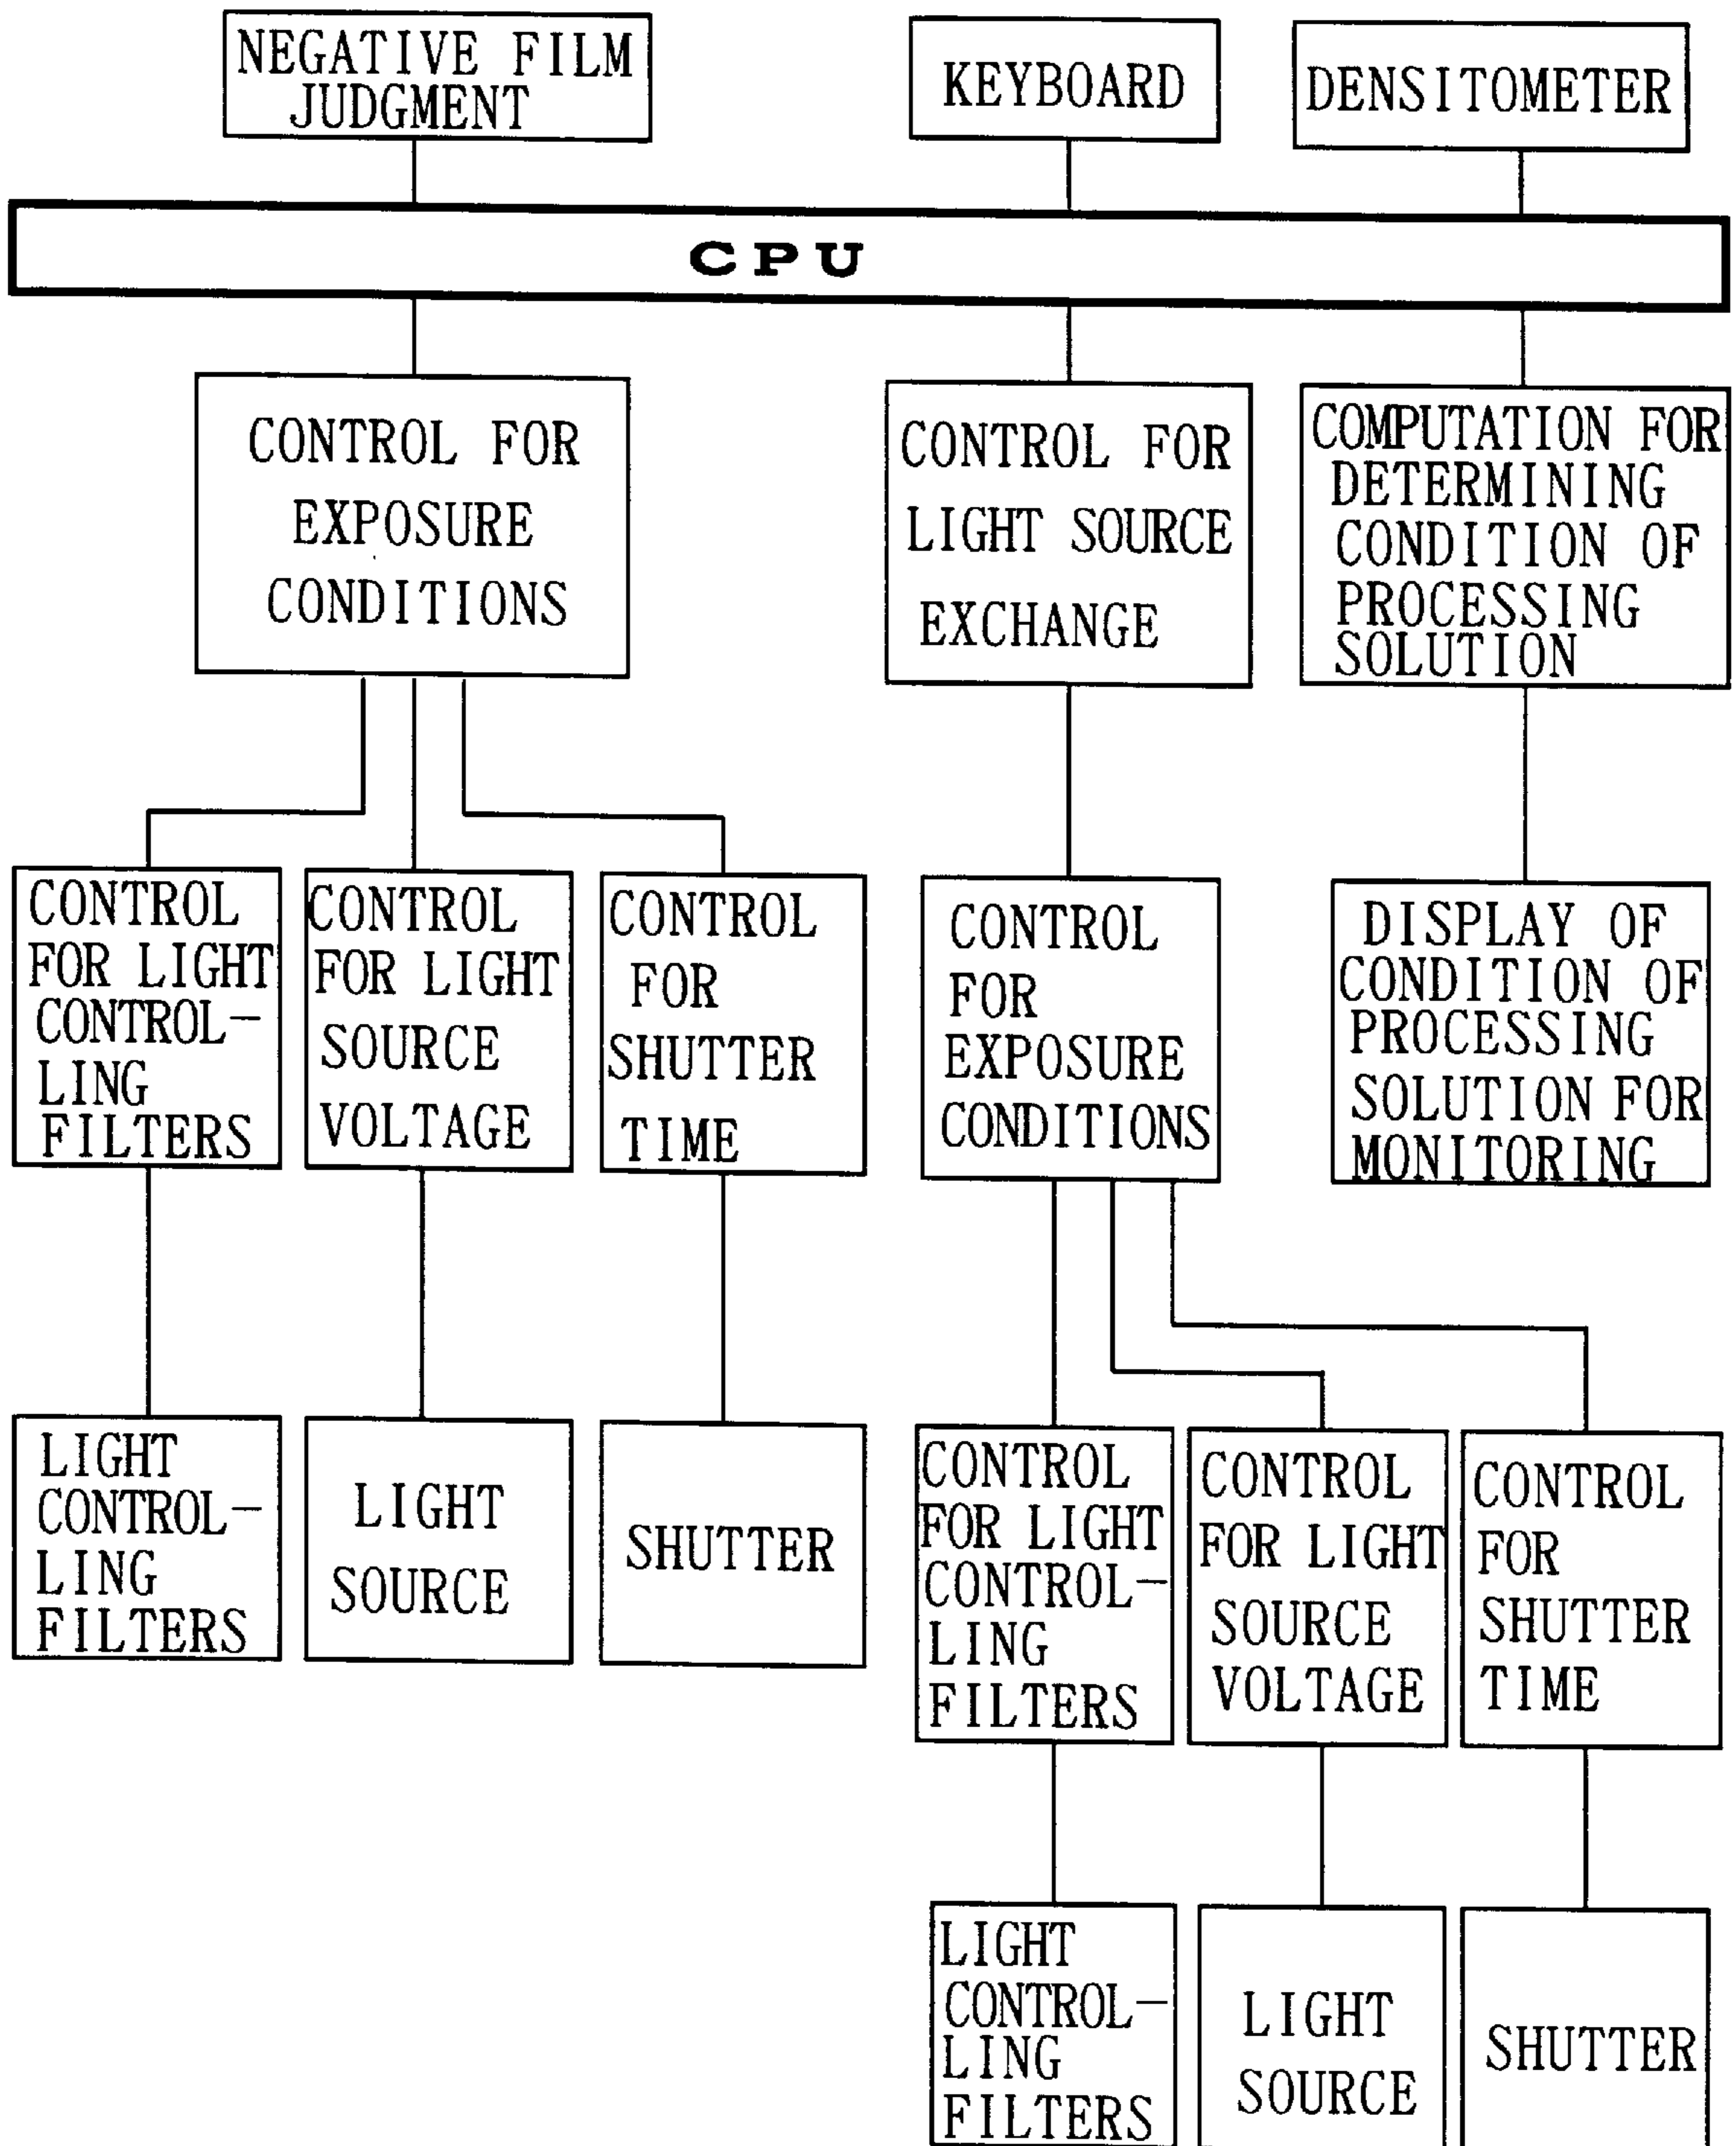 NEGATIVE FILM
JUDGMENT
KEYBOARD
DENSITOMETER
CPU
CONTROL FOR
EXPOSURE
CONDITIONS
CONTROL FOR
LIGHT SOURCE
EXCHANGE
COMPUTATION FOR
DETERMINING
CONDITION OF
PROCESSING
SOLUTION
CONTROL
FOR LIGHT
CONTROL-
LING
FILTERS
CONTROL
FOR LIGHT
SOURCE
VOLTAGE
CONTROL
FOR
SHUTTER
TIME
CONTROL
FOR
EXPOSURE
CONDITIONS
DISPLAY OF
CONDITION OF
PROCESSING
SOLUTION FOR
MONITORING
LIGHT
CONTROL-
LING
FILTERS
LIGHT
SOURCE
SHUTTER
CONTROL
FOR LIGHT
CONTROL-
LING
FILTERS
CONTROL
FOR LIGHT
SOURCE
VOLTAGE
CONTROL
FOR
SHUTTER
TIME
LIGHT
CONTROL-
LING
FILTERS
LIGHT
SOURCE
SHUTTER